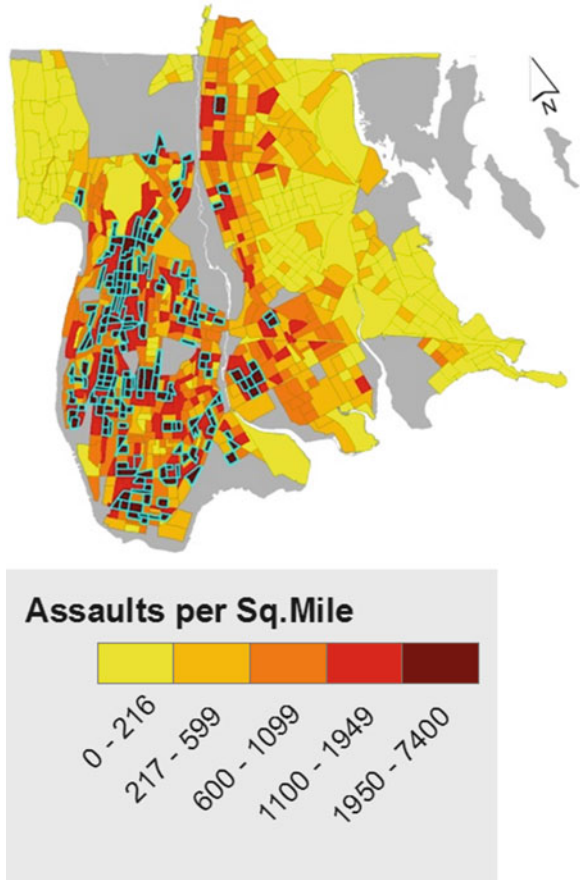 N
Assaults per Sq.Mile
0 - 216
217 - 599
600 - 1099
1100 - 1949
1950 - 7400